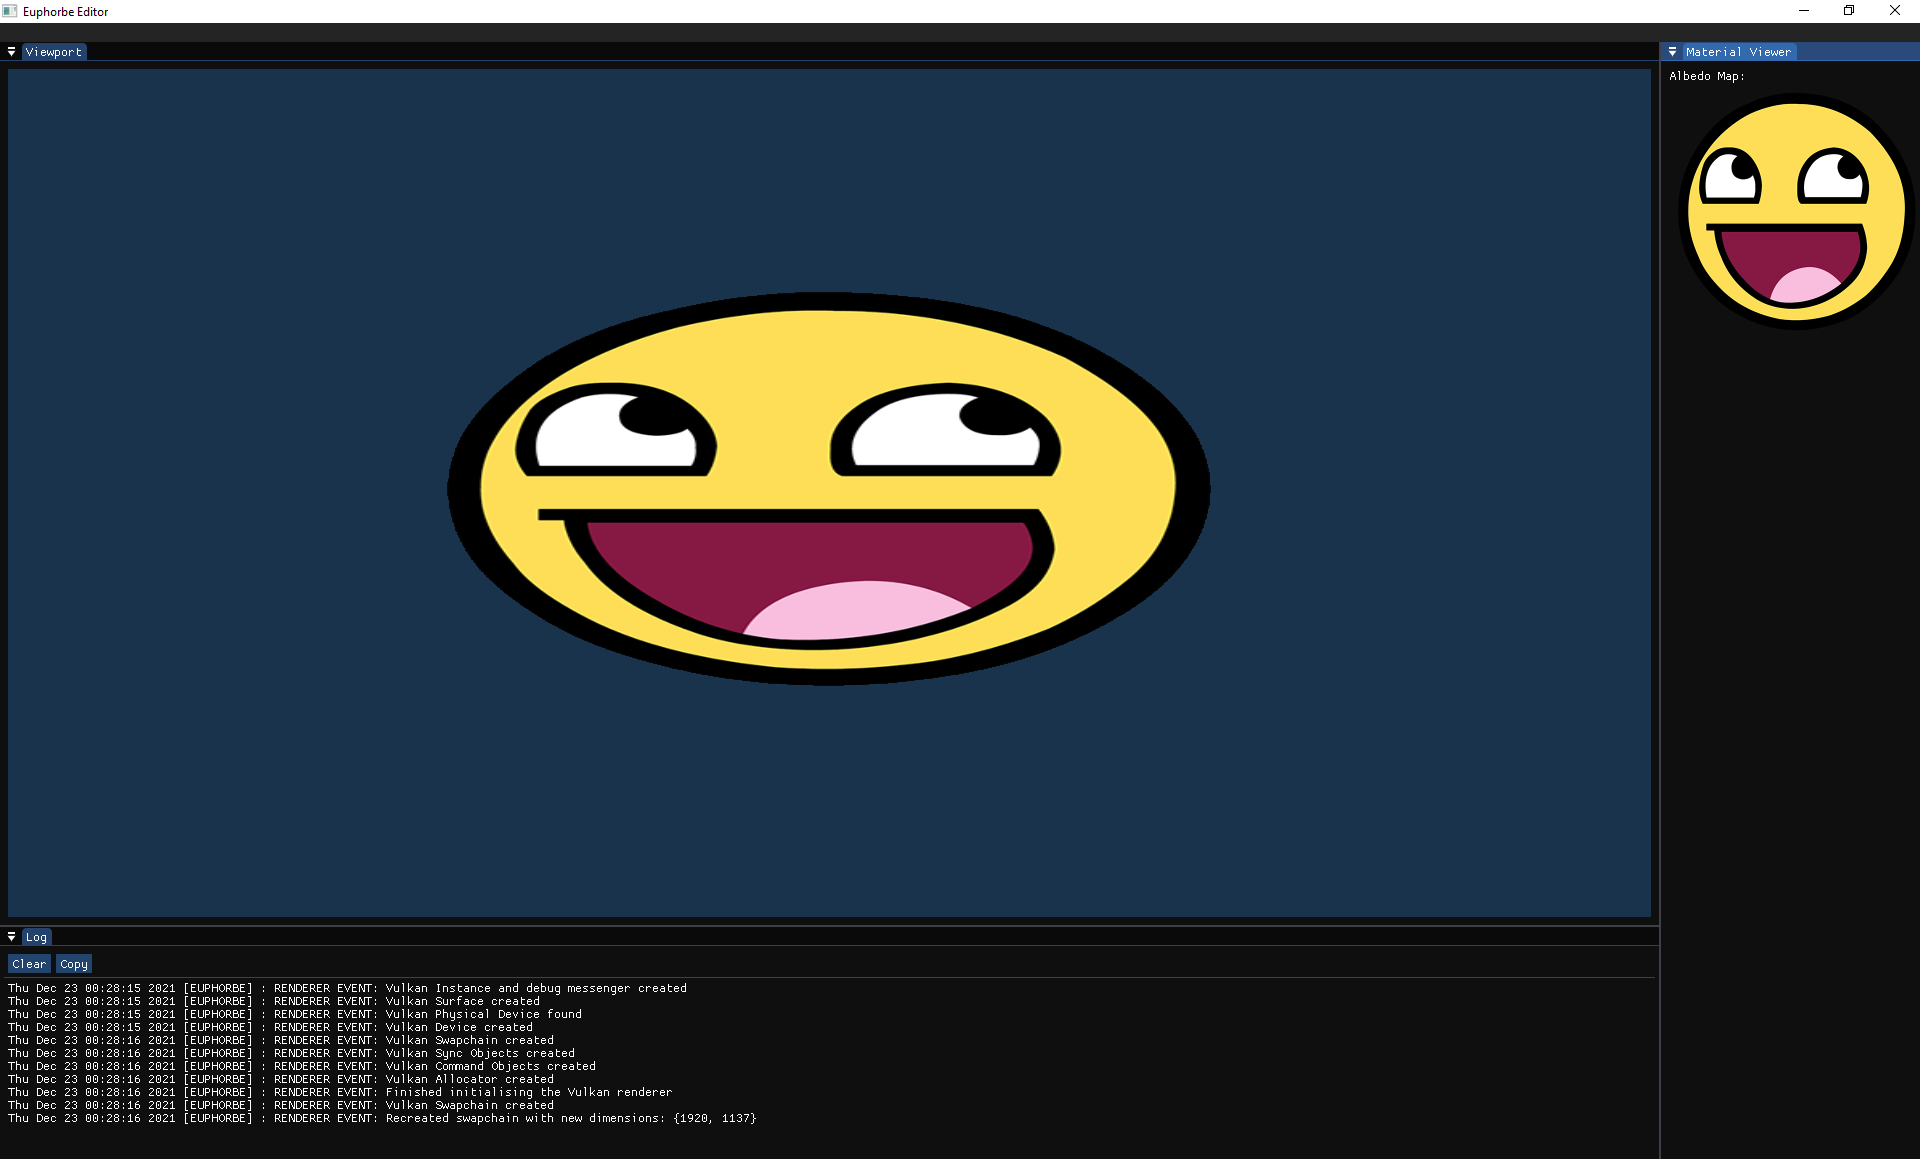 Euphorbe Editor
Viewport
Material Viewer
Albedo Map:
Log
Clear Copy
Thu Dec 23 00:28:15 2021 [EUPHORBE] : RENDERER EVENT: Vulkan Instance and debug messenger created
Thu Dec 23 00:28:15 2021 [EUPHORBE] : RENDERER EVENT: Vulkan Surface created
Thu Dec 23 00:28:15 2021 [EUPHORBE] : RENDERER EVENT: Vulkan Physical Device found
Thu Dec 23 00:28:15 2021 [EUPHORBE] : RENDERER EVENT: Vulkan Device created
Thu Dec 23 00:28:16 2021 [EUPHORBE] : RENDERER EVENT: Vulkan Swapchain created
Thu Dec 23 00:28:16 2021 [EUPHORBE] : RENDERER EVENT: Vulkan Sync Objects created
Thu Dec 23 00:28:16 2021 [EUPHORBE] : RENDERER EVENT: Vulkan Command Objects created
Thu Dec 23 00:28:16 2021 [EUPHORBE] : RENDERER EVENT: Vulkan Allocator created
Thu Dec 23 00:28:16 2021 [EUPHORBE] : RENDERER EVENT: Finished initialising the Vulkan renderer
Thu Dec 23 00:28:16 2021 [EUPHORBE] : RENDERER EVENT: Vulkan Swapchain created
Thu Dec 23 00:28:16 2021 [EUPHORBE] : RENDERER EVENT: Recreated swapchain with new dimensions: {1920, 1137}